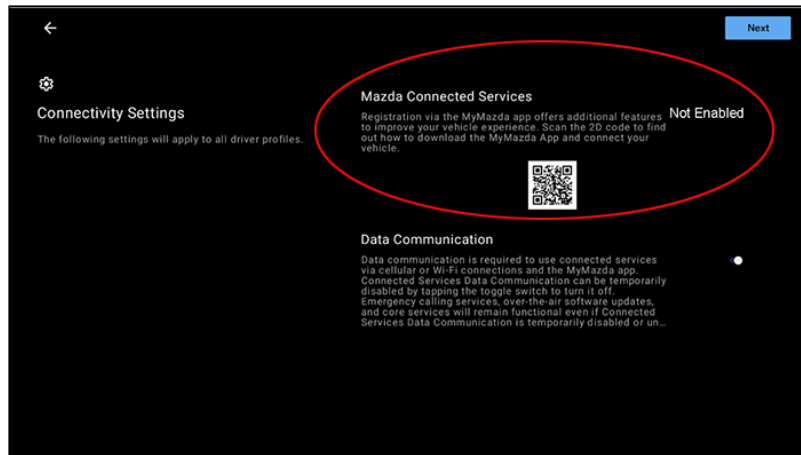 Next
Connectivity Settings
The following settings will apply to all driver profiles.
Mazda Connected Services
Registration via the MyMazda app offers additional features
to improve your vehicle experience. Scan the 2D code to find
out how to download the MyMazda App and connect your
vehicle.
Not Enabled
Data Communication
Data communication is required to use connected services
via cellular or Wi-Fi connections and the MyMazda app.
Connected Services Data Communication can be temporarily
disabled by tapping the toggle switch to turn it off.
Emergency calling services, over-the-air software updates,
and core services will remain functional even if Connected
Services Data Communication is temporarily disabled or un...